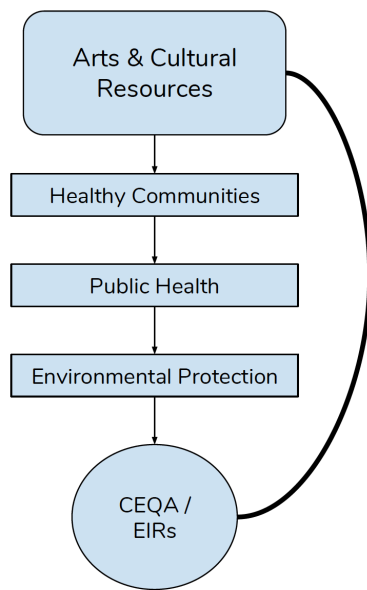 Arts & Cultural
Resources
Healthy Communities
Public Health
Environmental Protection
CEQA /
EIRs